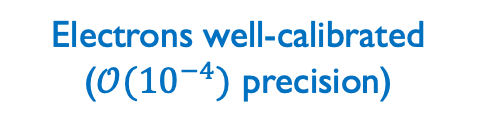 Electrons well-calibrated
(𝒪(10⁻⁴) precision)